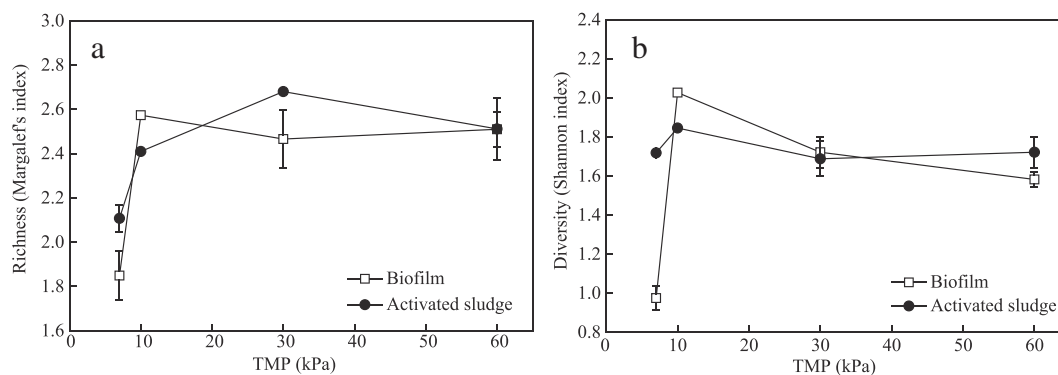 a
3.0
2.8
2.6
2.4
2.2
2.0
1.8
1.6
0 10 20 30 40 50 60
Richness (Margalef's index)
TMP (kPa)
Biofilm
Activated sludge
b
2.4
2.2
2.0
1.8
1.6
1.4
1.2
1.0
0.8
0 10 20 30 40 50 60
Diversity (Shannon index)
TMP (kPa)
Biofilm
Activated sludge